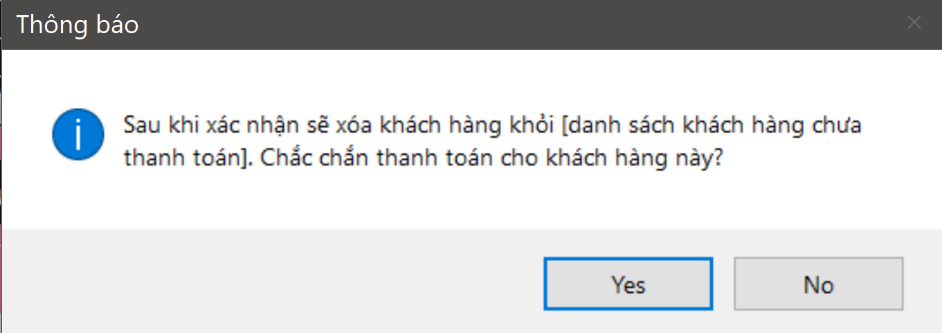 Thông báo
Sau khi xác nhận sẽ xóa khách hàng khỏi [danh sách khách hàng chưa
thanh toán]. Chắc chắn thanh toán cho khách hàng này?
Yes
No